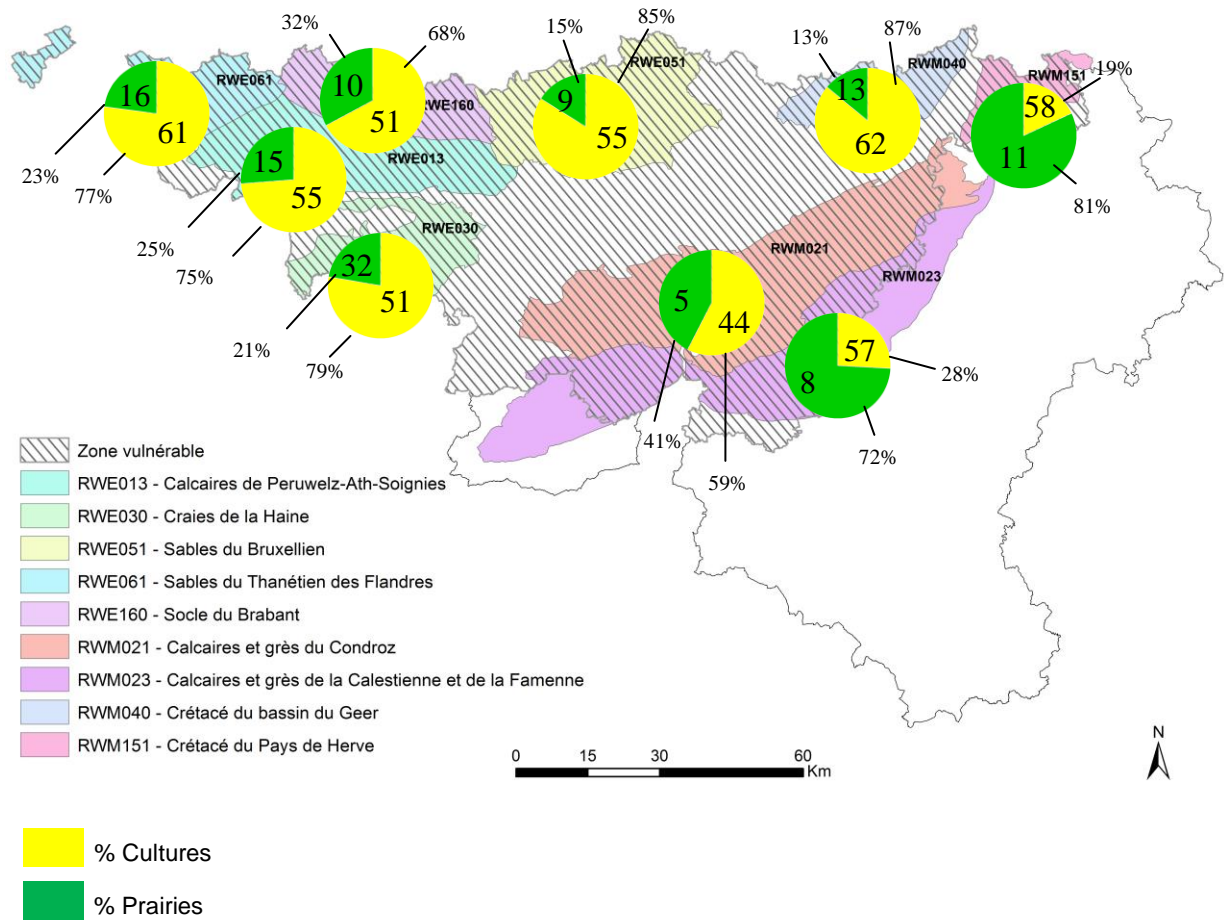 32%
68%
15%
85%
RWE051
13%
87%
RWM040
RWM151
19%
RWE061
16
61
10
51
RWE160
9
55
13
62
58
11
23%
77%
15
55
RWE013
81%
25%
75%
RWE030
32
51
RWM021
RWM023
5
44
57
8
28%
21%
79%
41%
59%
72%
Zone vulnérable
RWE013 - Calcaires de Peruwelz-Ath-Soignies
RWE030 - Craies de la Haine
RWE051 - Sables du Bruxellien
RWE061 - Sables du Thanétien des Flandres
RWE160 - Socle du Brabant
RWM021 - Calcaires et grès du Condroz
RWM023 - Calcaires et grès de la Calestienne et de la Famenne
RWM040 - Crétacé du bassin du Geer
RWM151 - Crétacé du Pays de Herve
0 15 30 60
Km
N
% Cultures
% Prairies